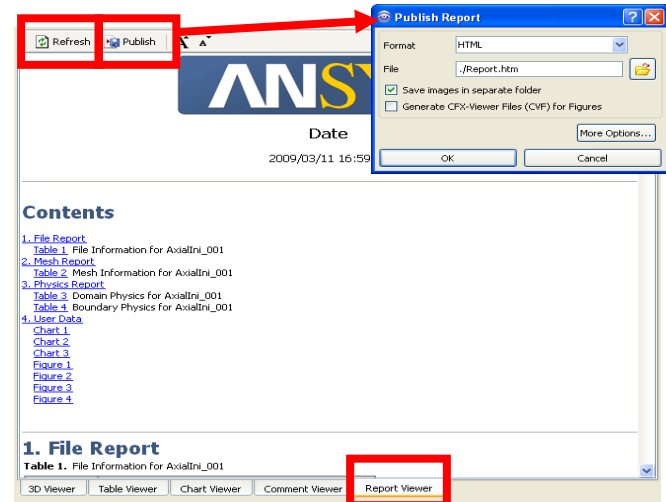 Publish Report
Refresh
Publish
A A
Format HTML
File ./Report.htm
Save images in separate folder
Generate CFX-Viewer Files (CVF) for Figures
More Options...
OK Cancel
ANSY
Date
2009/03/11 16:59
Contents
1. File Report
Table 1 File Information for AxialIni_001
2. Mesh Report
Table 2 Mesh Information for AxialIni_001
3. Physics Report
Table 3 Domain Physics for AxialIni_001
Table 4 Boundary Physics for AxialIni_001
4. User Data
Chart 1
Chart 2
Chart 3
Figure 1
Figure 2
Figure 3
Figure 4
1. File Report
Table 1. File Information for AxialIni_001
3D Viewer Table Viewer Chart Viewer Comment Viewer Report Viewer